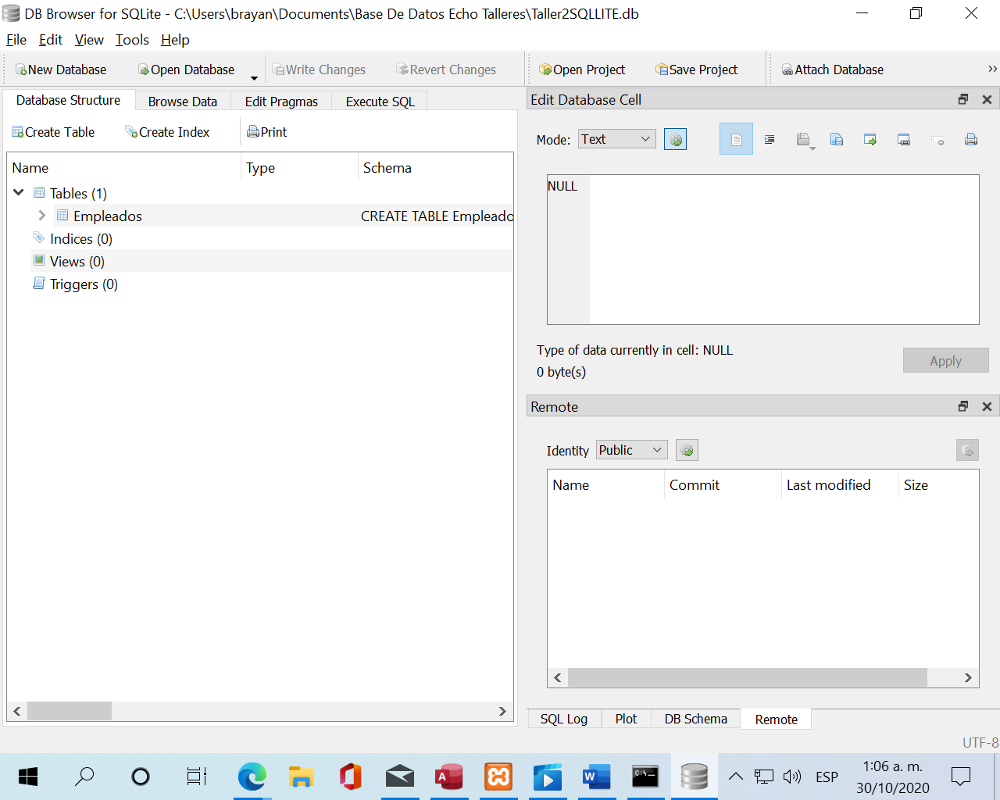 DB Browser for SQLite - C:\Users\brayan\Documents\Base De Datos Echo Talleres\Taller2SQLLITE.db
File Edit View Tools Help
New Database Open Database Write Changes Revert Changes Open Project Save Project Attach Database »
Database Structure Browse Data Edit Pragmas Execute SQL
Create Table Create Index Print
Name Type Schema
Tables (1)
Empleados CREATE TABLE Empleado
Indices (0)
Views (0)
Triggers (0)
Edit Database Cell
Mode: Text
NULL
Type of data currently in cell: NULL
0 byte(s)
Apply
Remote
Identity Public
Name Commit Last modified Size
SQL Log Plot DB Schema Remote
UTF-8
ESP
1:06 a. m.
30/10/2020